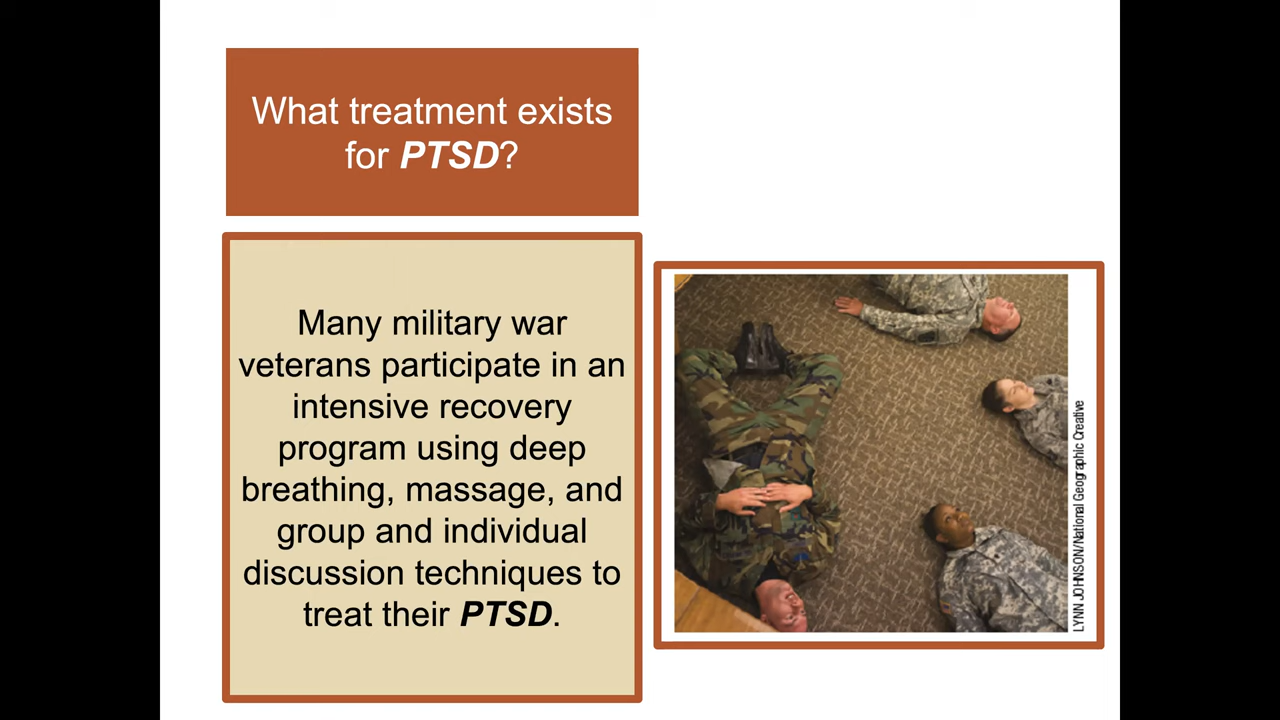 What treatment exists
for PTSD?
Many military war
veterans participate in an
intensive recovery
program using deep
breathing, massage, and
group and individual
discussion techniques to
treat their PTSD.
LYNN JOHNSON/National Geographic Creative